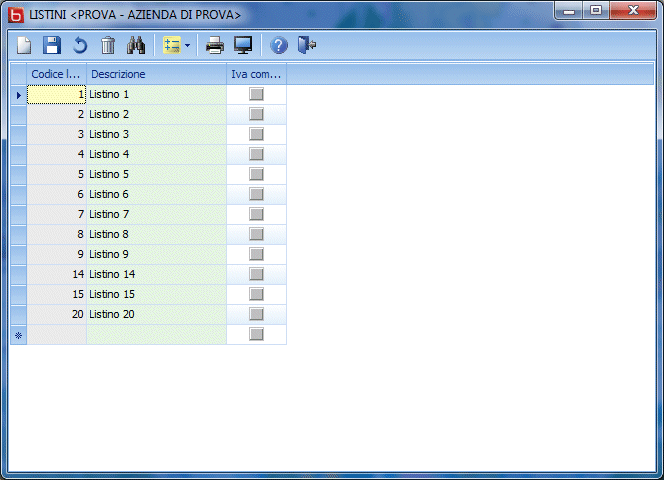 LISTINI <PROVA - AZIENDA DI PROVA>
Codice l... Descrizione Iva com...
1 Listino 1
2 Listino 2
3 Listino 3
4 Listino 4
5 Listino 5
6 Listino 6
7 Listino 7
8 Listino 8
9 Listino 9
14 Listino 14
15 Listino 15
20 Listino 20